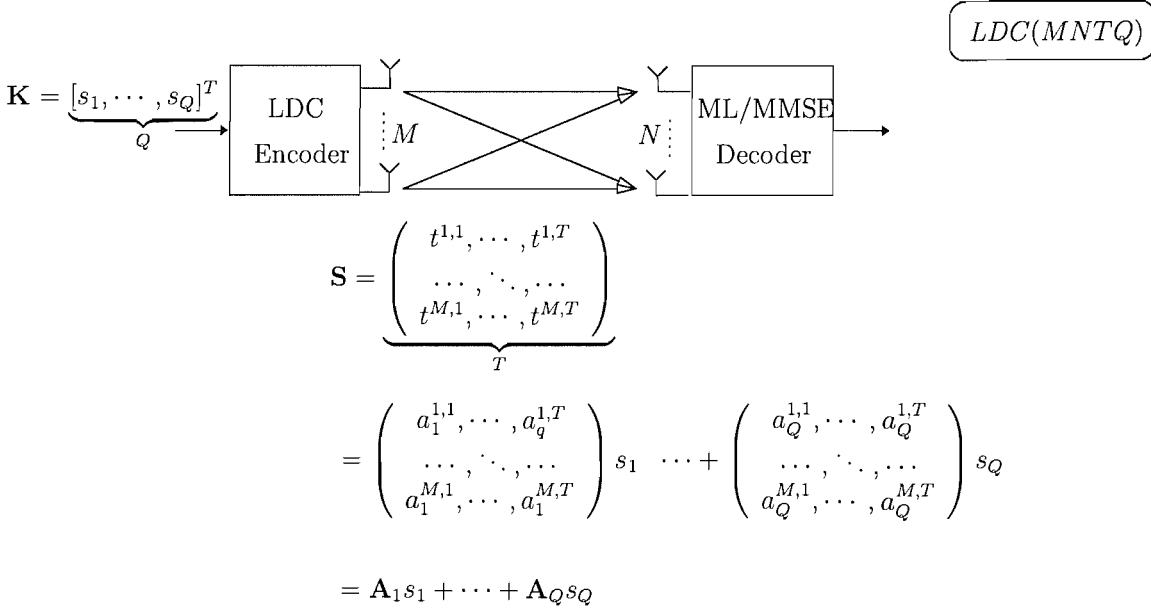 LDC(MNTQ)
K = [s_1, ⋯ , s_Q]^T
Q
LDC
Encoder
M
N
ML/MMSE
Decoder
S = ( t^{1,1}, ⋯ , t^{1,T}
… , ⋱ , …
t^{M,1}, ⋯ , t^{M,T} )
T
= ( a_1^{1,1}, ⋯ , a_q^{1,T}
… , ⋱ , …
a_1^{M,1}, ⋯ , a_1^{M,T} ) s_1 ⋯ + ( a_Q^{1,1}, ⋯ , a_Q^{1,T}
… , ⋱ , …
a_Q^{M,1}, ⋯ , a_Q^{M,T} ) s_Q
= A_1 s_1 + ⋯ + A_Q s_Q